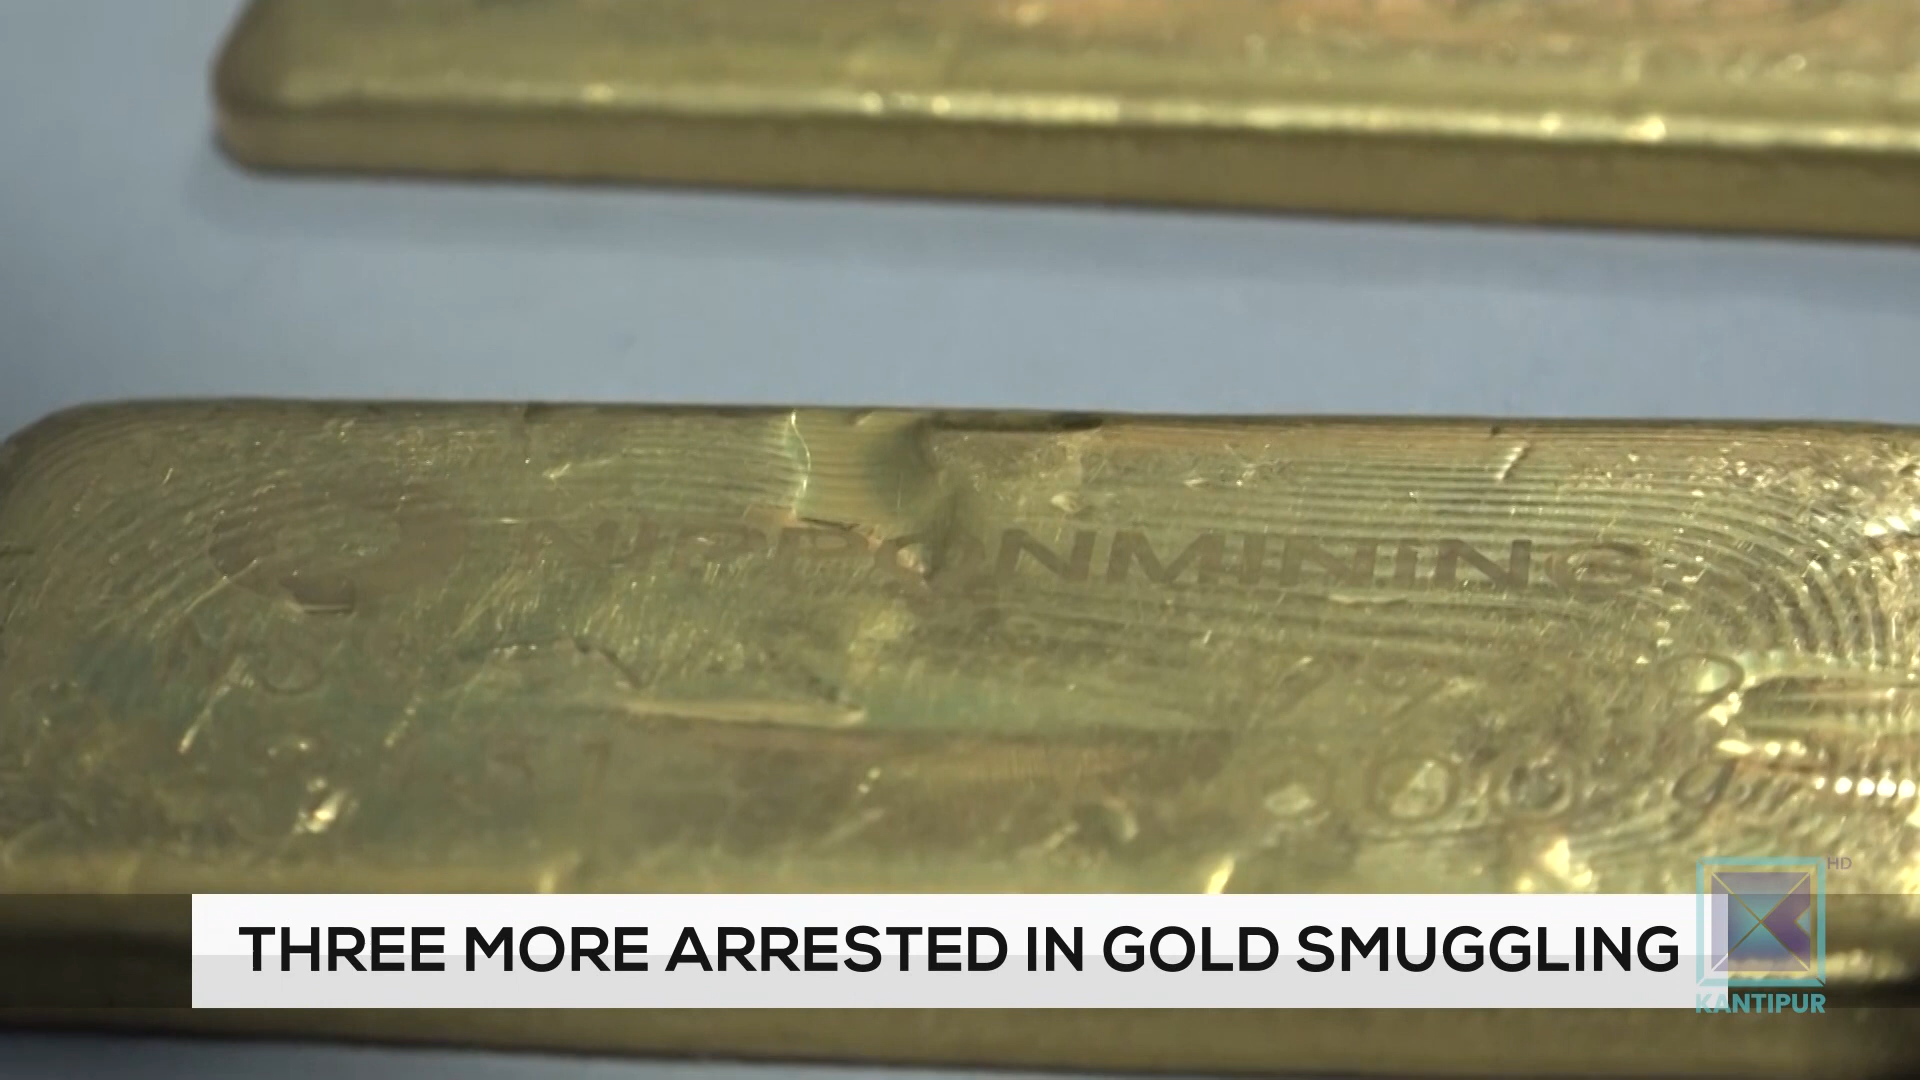 NIPPONMINING
THREE MORE ARRESTED IN GOLD SMUGGLING
HD
KANTIPUR